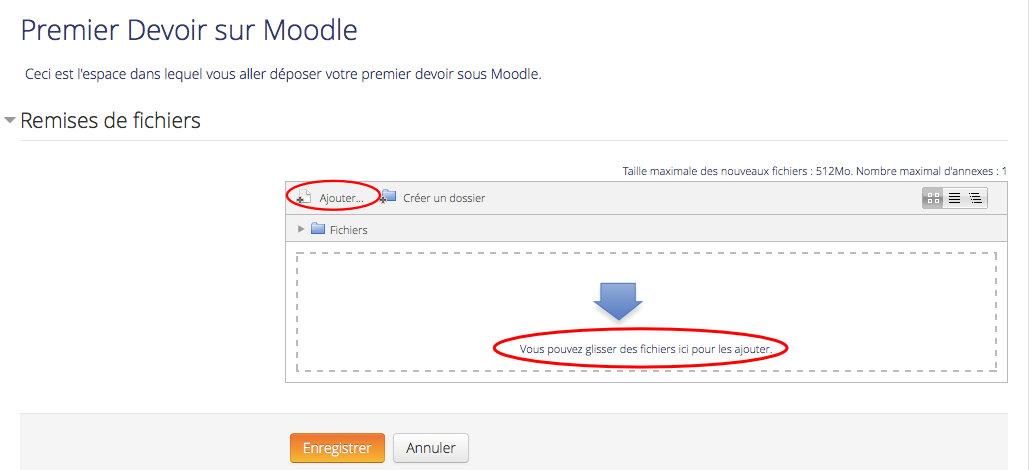 Premier Devoir sur Moodle
Ceci est l'espace dans lequel vous aller déposer votre premier devoir sous Moodle.
Remises de fichiers
Taille maximale des nouveaux fichiers : 512Mo. Nombre maximal d'annexes : 1
Ajouter... Créer un dossier
Fichiers
Vous pouvez glisser des fichiers ici pour les ajouter.
Enregistrer Annuler